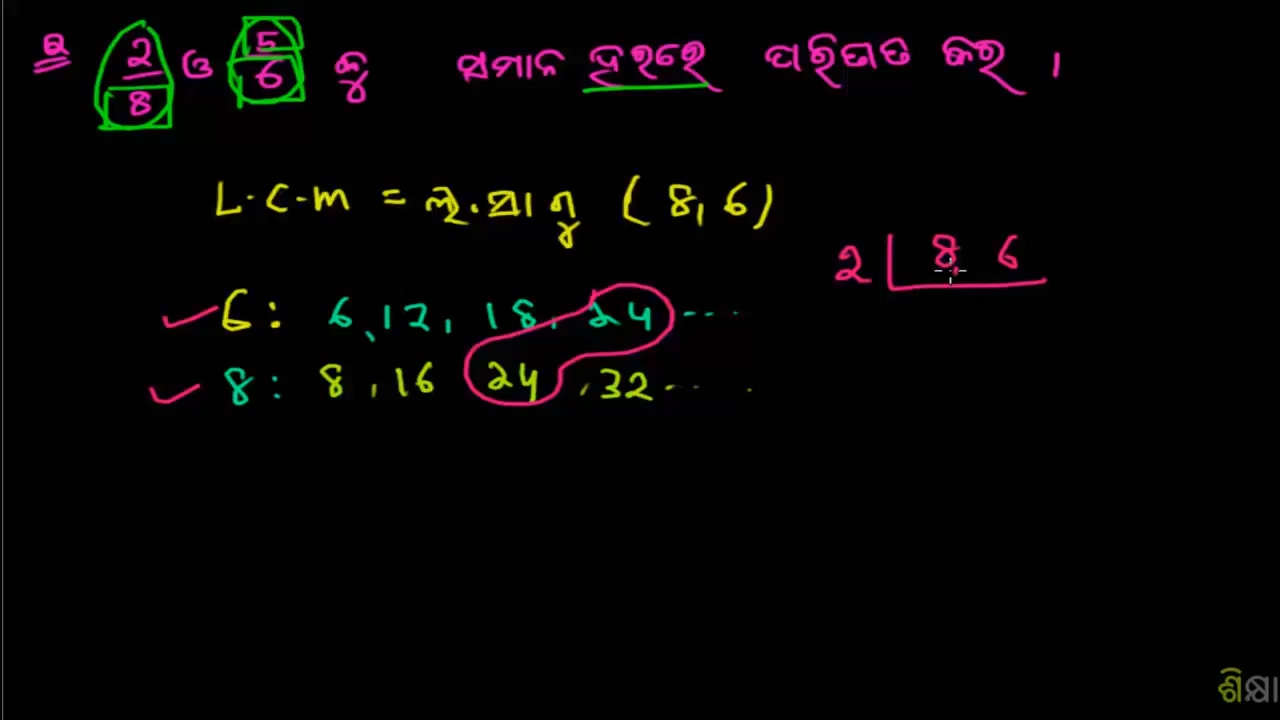 Q 2/8 ଓ 5/6 କୁ ସମାନ ହରରେ ପରିଣତ କର ।
L.C.M = ଲ.ସା.ଗୁ (8, 6)
6: 6, 12, 18, 24 ....
8: 8, 16 24, 32 ....
2 | 8, 6
ଶିକ୍ଷା